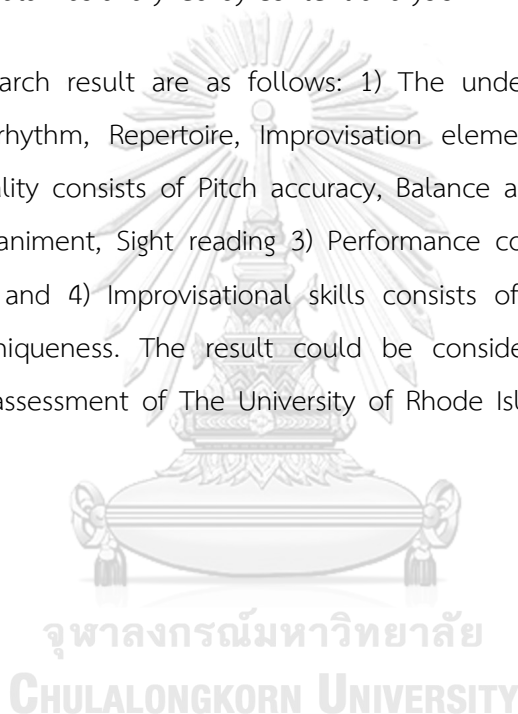 arch result are as follows: 1) The unde
rhythm, Repertoire, Improvisation eleme
ality consists of Pitch accuracy, Balance a
animent, Sight reading 3) Performance co
and 4) Improvisational skills consists of
niqueness. The result could be conside
assessment of The University of Rhode Isl
จุฬาลงกรณ์มหาวิทยาลัย
CHULALONGKORN UNIVERSITY